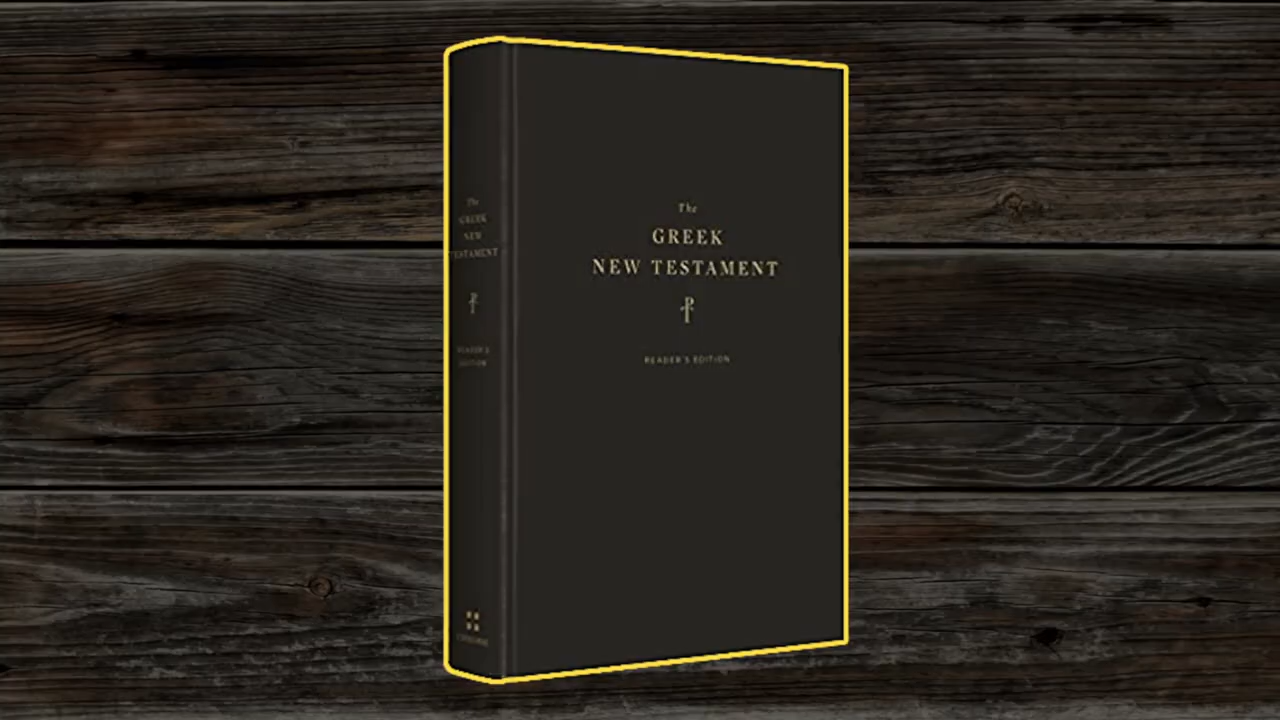 The
GREEK
NEW
TESTAMENT
READER'S
EDITION
The
GREEK
NEW TESTAMENT
READER'S EDITION